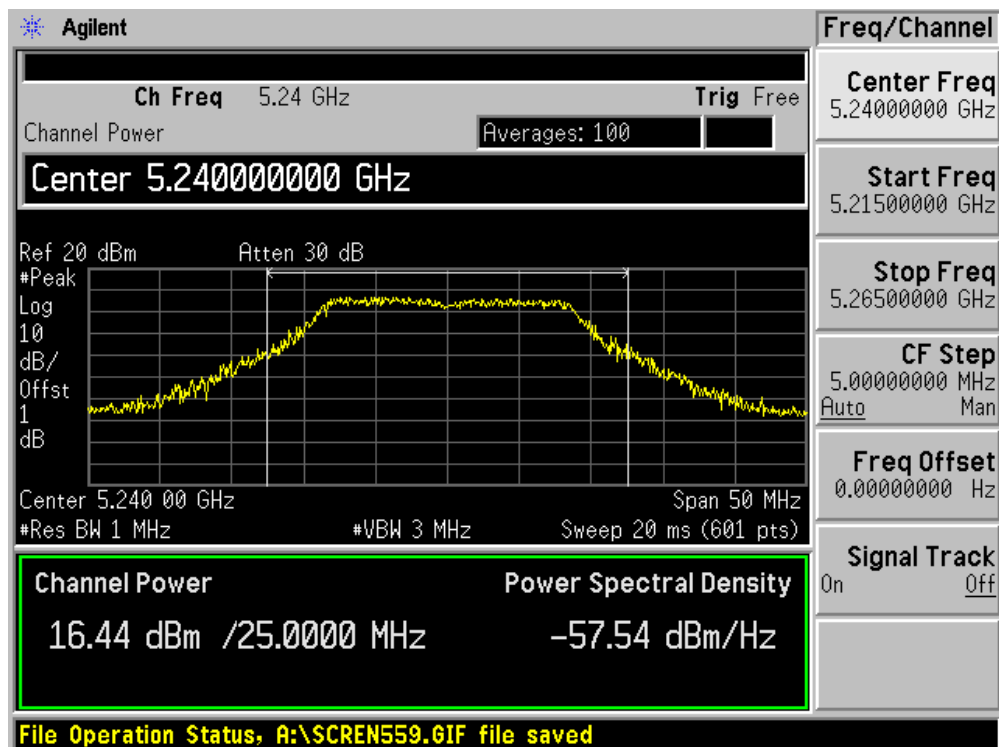 Agilent
Freq/Channel
Ch Freq 5.24 GHz Trig Free
Channel Power Averages: 100
Center 5.240000000 GHz
Ref 20 dBm Atten 30 dB
#Peak
Log
10
dB/
Offst
1
dB
Center 5.240 00 GHz Span 50 MHz
#Res BW 1 MHz #VBW 3 MHz Sweep 20 ms (601 pts)
Channel Power Power Spectral Density
16.44 dBm /25.0000 MHz -57.54 dBm/Hz
File Operation Status, A:\SCREN559.GIF file saved
Center Freq
5.24000000 GHz
Start Freq
5.21500000 GHz
Stop Freq
5.26500000 GHz
CF Step
5.00000000 MHz
Auto Man
Freq Offset
0.00000000 Hz
Signal Track
On Off